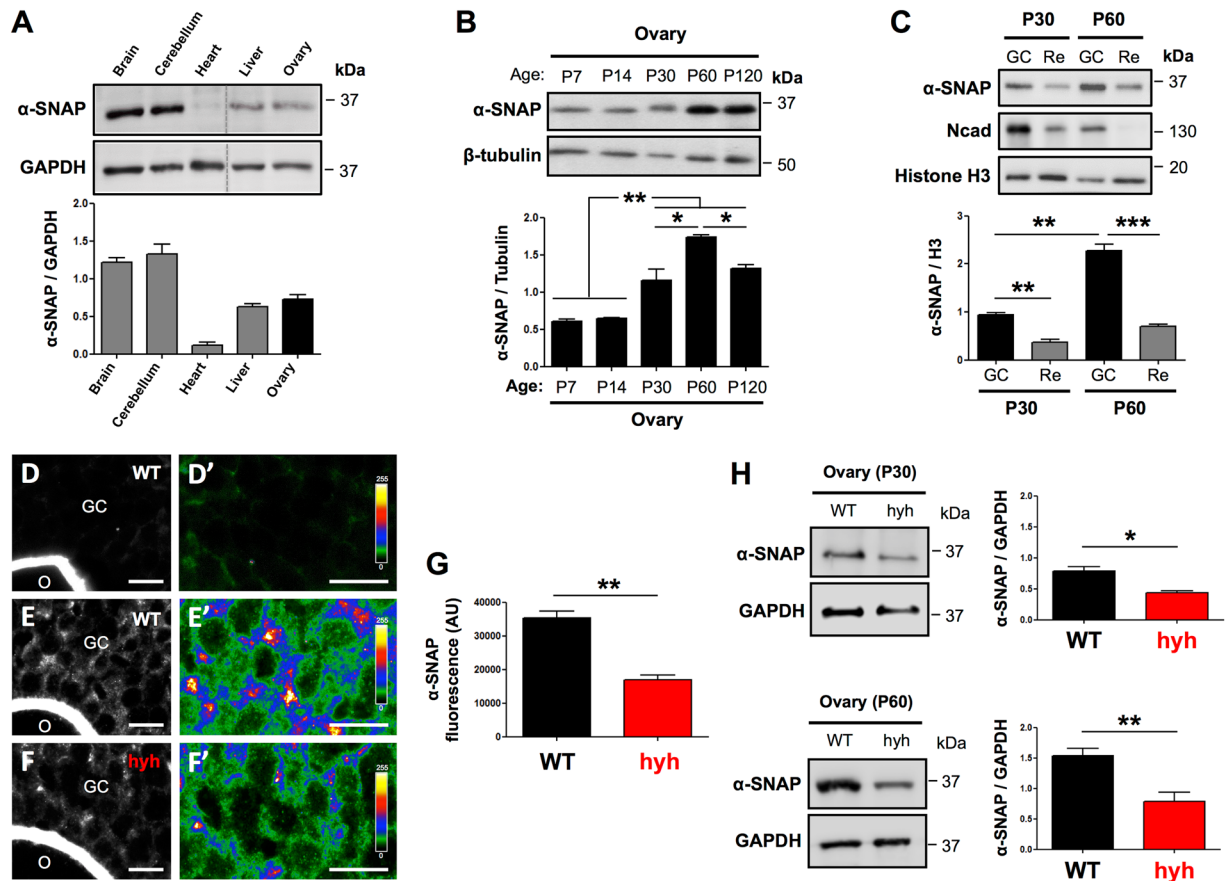 A
Brain
Cerebellum
Heart
Liver
Ovary
kDa
α-SNAP
37
GAPDH
37
α-SNAP / GAPDH
2.0
1.5
1.0
0.5
0.0
Brain
Cerebellum
Heart
Liver
Ovary
B
Ovary
Age: P7 P14 P30 P60 P120 kDa
α-SNAP
37
β-tubulin
50
α-SNAP / Tubulin
2.0
1.5
1.0
0.5
0.0
**
* *
Age: P7 P14 P30 P60 P120
Ovary
C
P30 P60
GC Re GC Re kDa
α-SNAP
37
Ncad
130
Histone H3
20
α-SNAP / H3
3
2
1
0
** ***
**
GC Re GC Re
P30 P60
D WT
GC
O
D’
255
0
E WT
GC
O
E’
255
0
F hyh
GC
O
F’
255
0
G
α-SNAP
fluorescence (AU)
40000
35000
30000
20000
10000
0
**
WT hyh
H
Ovary (P30)
WT hyh kDa
α-SNAP
37
GAPDH
37
α-SNAP / GAPDH
2.0
1.5
1.0
0.5
0.0
*
WT hyh
Ovary (P60)
WT hyh kDa
α-SNAP
37
GAPDH
37
α-SNAP / GAPDH
2.0
1.5
1.0
0.5
0.0
**
WT hyh